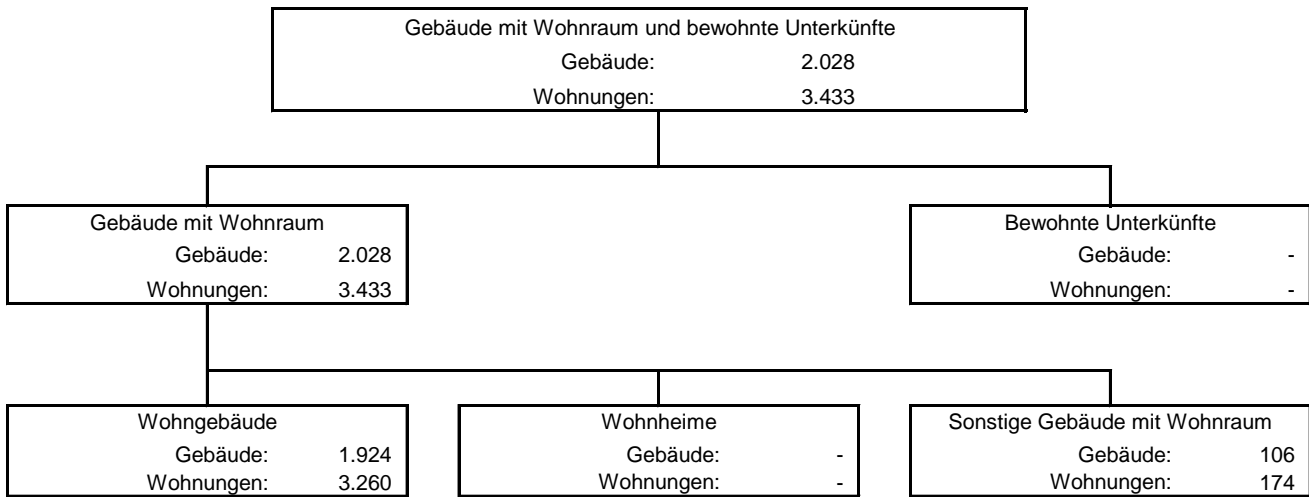 Gebäude mit Wohnraum und bewohnte Unterkünfte
Gebäude: 2.028
Wohnungen: 3.433
Gebäude mit Wohnraum
Gebäude: 2.028
Wohnungen: 3.433
Bewohnte Unterkünfte
Gebäude: -
Wohnungen: -
Wohngebäude
Gebäude: 1.924
Wohnungen: 3.260
Wohnheime
Gebäude: -
Wohnungen: -
Sonstige Gebäude mit Wohnraum
Gebäude: 106
Wohnungen: 174